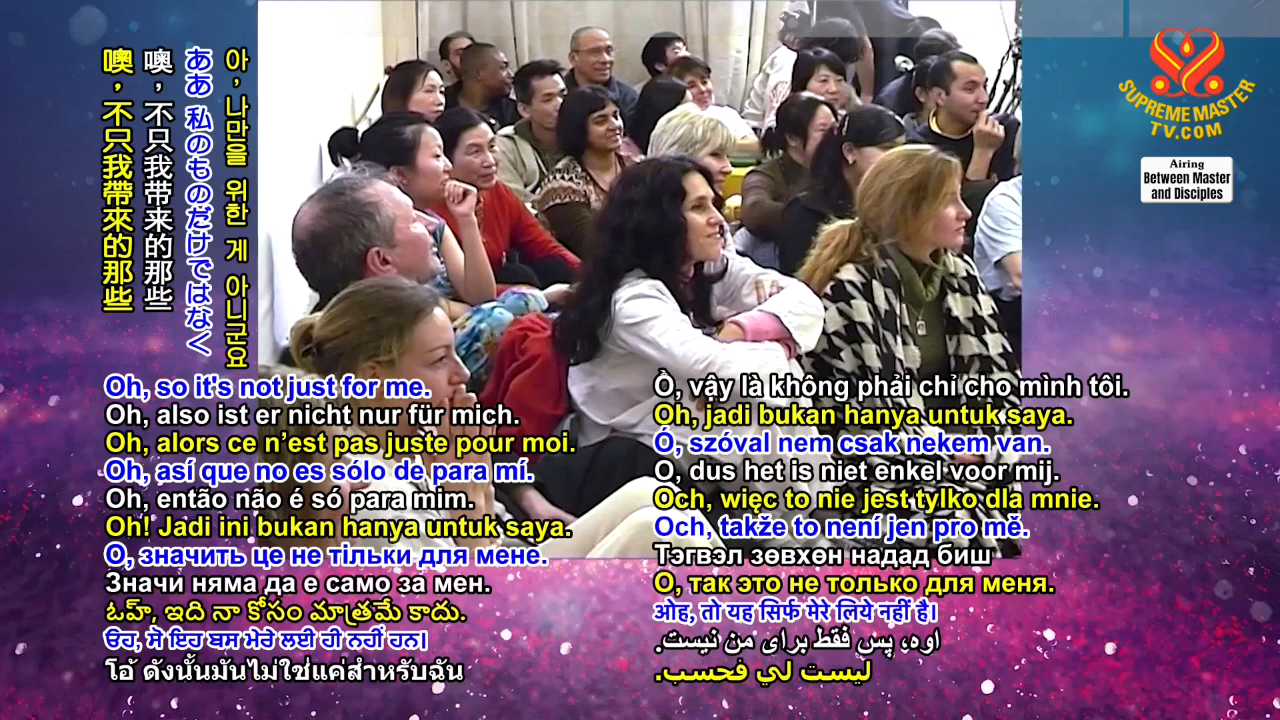 아, 나만을 위한 게 아니군요
ああ 私のものだけではなく
噢，不只我带来的那些
噢，不只我帶來的那些
SUPREME MASTER
TV.COM
Airing
Between Master
and Disciples
Oh, so it's not just for me.
Oh, also ist er nicht nur für mich.
Oh, alors ce n’est pas juste pour moi.
Oh, así que no es sólo de para mí.
Oh, então não é só para mim.
Oh! Jadi ini bukan hanya untuk saya.
О, значить це не тільки для мене.
Значи няма да е само за мен.
ఓహ్, ఇది నా కోసం మాత్రమే కాదు.
ਓਹ, ਸੋ ਇਹ ਬਸ ਮੇਰੇ ਲਈ ਹੀ ਨਹੀਂ ਹਨ।
โอ้ ดังนั้นมันไม่ใช่แค่สำหรับฉัน
Ồ, vậy là không phải chỉ cho mình tôi.
Oh, jadi bukan hanya untuk saya.
Ó, szóval nem csak nekem van.
O, dus het is niet enkel voor mij.
Och, więc to nie jest tylko dla mnie.
Och, takže to není jen pro mě.
Тэгвэл зөвхөн надад биш
О, так это не только для меня.
ओह, तो यह सिर्फ मेरे लिये नहीं है।
اوه، پس فقط برای من نیست.
ليست لي فحسب.